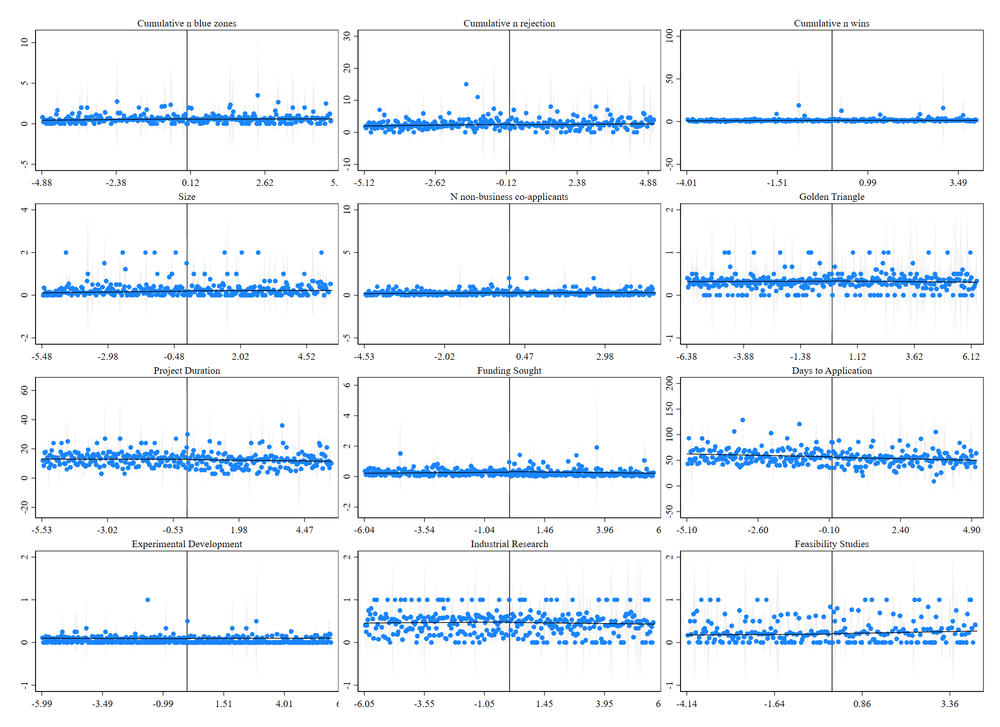 Cumulative n blue zones
10
5
0
-5
-4.88 -2.38 0.12 2.62 5.
Cumulative n rejection
30
20
10
0
-10
-5.12 -2.62 -0.12 2.38 4.88
Cumulative n wins
100
50
0
-50
-4.01 -1.51 0.99 3.49
Size
4
2
0
-2
-5.48 -2.98 -0.48 2.02 4.52
N non-business co-applicants
10
5
0
-5
-4.53 -2.02 0.47 2.98
Golden Triangle
2
1
0
-1
-6.38 -3.88 -1.38 1.12 3.62 6.12
Project Duration
60
40
20
0
-20
-5.53 -3.02 -0.53 1.98 4.47
Funding Sought
6
4
2
0
-2
-6.04 -3.54 -1.04 1.46 3.96 6
Days to Application
200
150
100
50
0
-50
-5.10 -2.60 -0.10 2.40 4.90
Experimental Development
2
1
0
-1
-5.99 -3.49 -0.99 1.51 4.01
Industrial Research
2
1
0
-1
-6.05 -3.55 -1.05 1.45 3.95 6
Feasibility Studies
2
1
0
-1
-4.14 -1.64 0.86 3.36